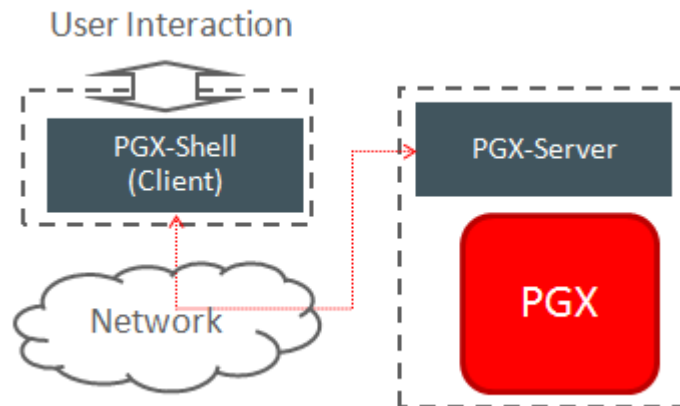 User Interaction
PGX-Shell
(Client)
PGX-Server
Network
PGX